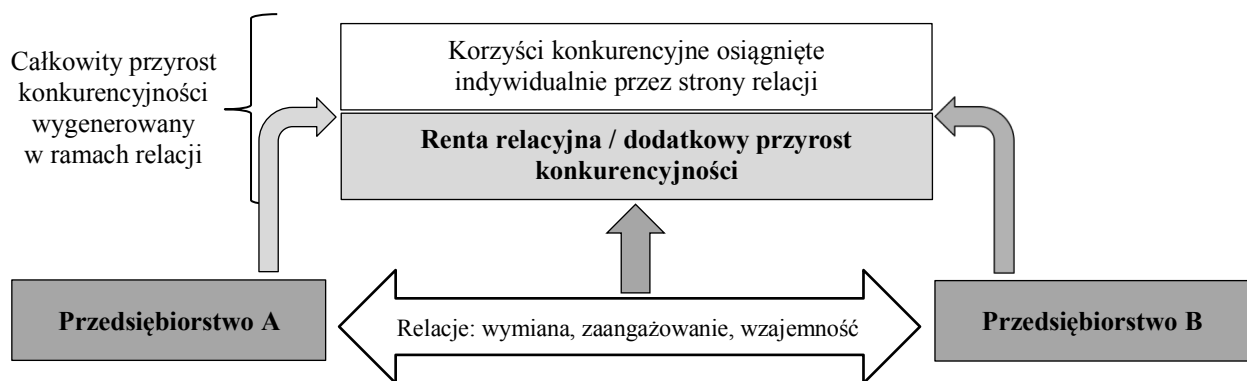 Całkowity przyrost
konkurencyjności
wygenerowany
w ramach relacji
Korzyści konkurencyjne osiągnięte
indywidualnie przez strony relacji
Renta relacyjna / dodatkowy przyrost
konkurencyjności
Przedsiębiorstwo A
Relacje: wymiana, zaangażowanie, wzajemność
Przedsiębiorstwo B